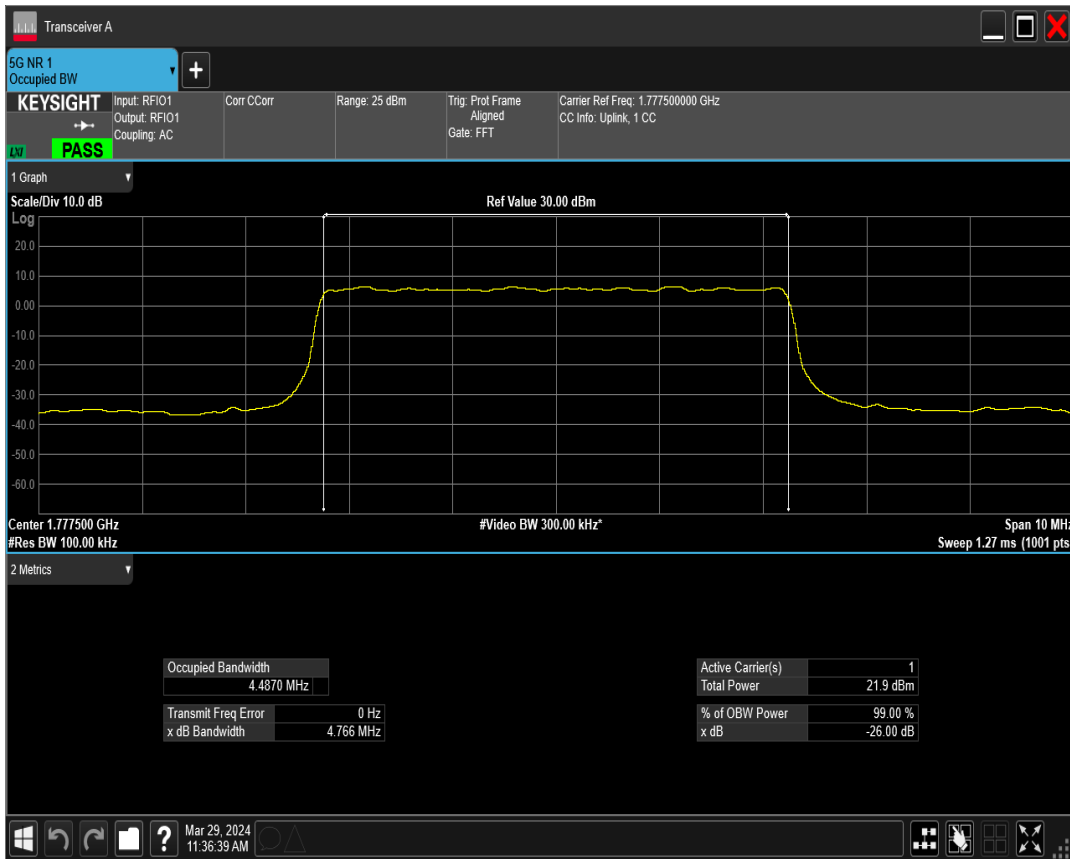 Transceiver A
5G NR 1
Occupied BW
KEYSIGHT
LXI
PASS
Input: RFIO1
Output: RFIO1
Coupling: AC
Corr CCorr
Range: 25 dBm
Trig: Prot Frame
Aligned
Gate: FFT
Carrier Ref Freq: 1.777500000 GHz
CC Info: Uplink, 1 CC
1 Graph
Scale/Div 10.0 dB
Ref Value 30.00 dBm
Log
20.0
10.0
0.00
-10.0
-20.0
-30.0
-40.0
-50.0
-60.0
Center 1.777500 GHz
#Video BW 300.00 kHz*
Span 10 MHz
#Res BW 100.00 kHz
Sweep 1.27 ms (1001 pts
2 Metrics
Occupied Bandwidth
4.4870 MHz
Transmit Freq Error 0 Hz
x dB Bandwidth 4.766 MHz
Active Carrier(s) 1
Total Power 21.9 dBm
% of OBW Power 99.00 %
x dB -26.00 dB
?
Mar 29, 2024
11:36:39 AM